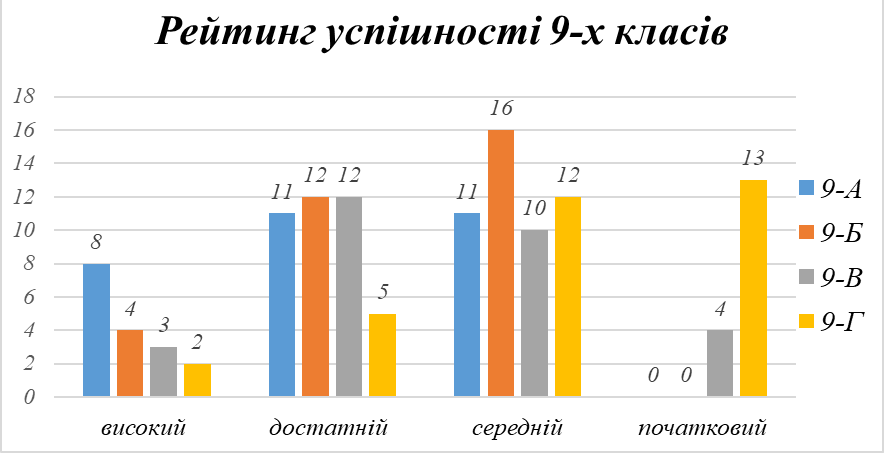 Рейтинг успішності 9-х класів
18
16
14
12
10
8
6
4
2
0
8 4 3 2
11 12 12 5
11 16 10 12
0 0 4 13
високий достатній середній початковий
9-А
9-Б
9-В
9-Г